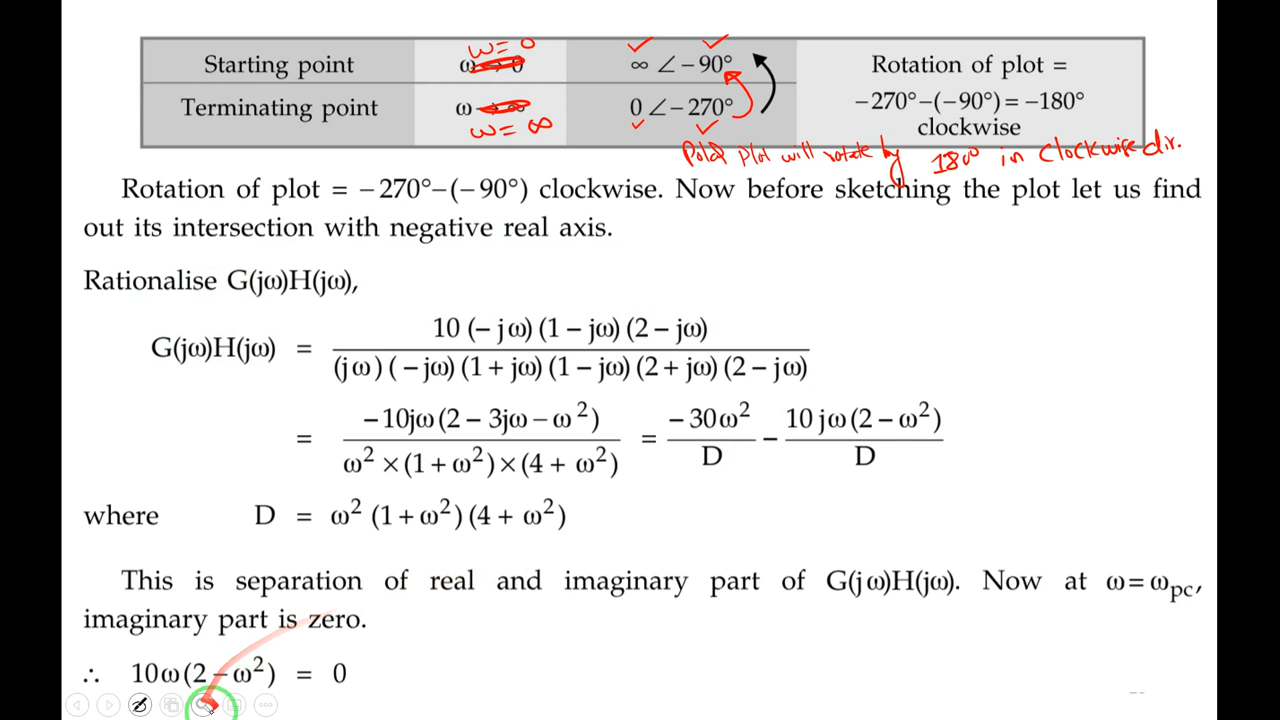 Starting point ω → 0 ω = 0 ∞ ∠ − 90° Rotation of plot =
Terminating point ω → ∞ 0 ∠ − 270° −270° −(−90°) = −180°
ω = ∞ clockwise
Polar plot will rotate by 180° in clockwise dir.
Rotation of plot = − 270° − (− 90°) clockwise. Now before sketching the plot let us find
out its intersection with negative real axis.
Rationalise G(jω)H(jω),
G(jω)H(jω) = 10 (− jω) (1 − jω) (2 − jω) / (jω) (− jω) (1 + jω) (1 − jω) (2 + jω) (2 − jω)
= −10jω (2 − 3jω − ω²) / ω² × (1 + ω²) × (4 + ω²) = −30ω² / D − 10 jω (2 − ω²) / D
where D = ω² (1 + ω²) (4 + ω²)
This is separation of real and imaginary part of G(jω)H(jω). Now at ω = ωpc,
imaginary part is zero.
∴ 10ω (2 − ω²) = 0